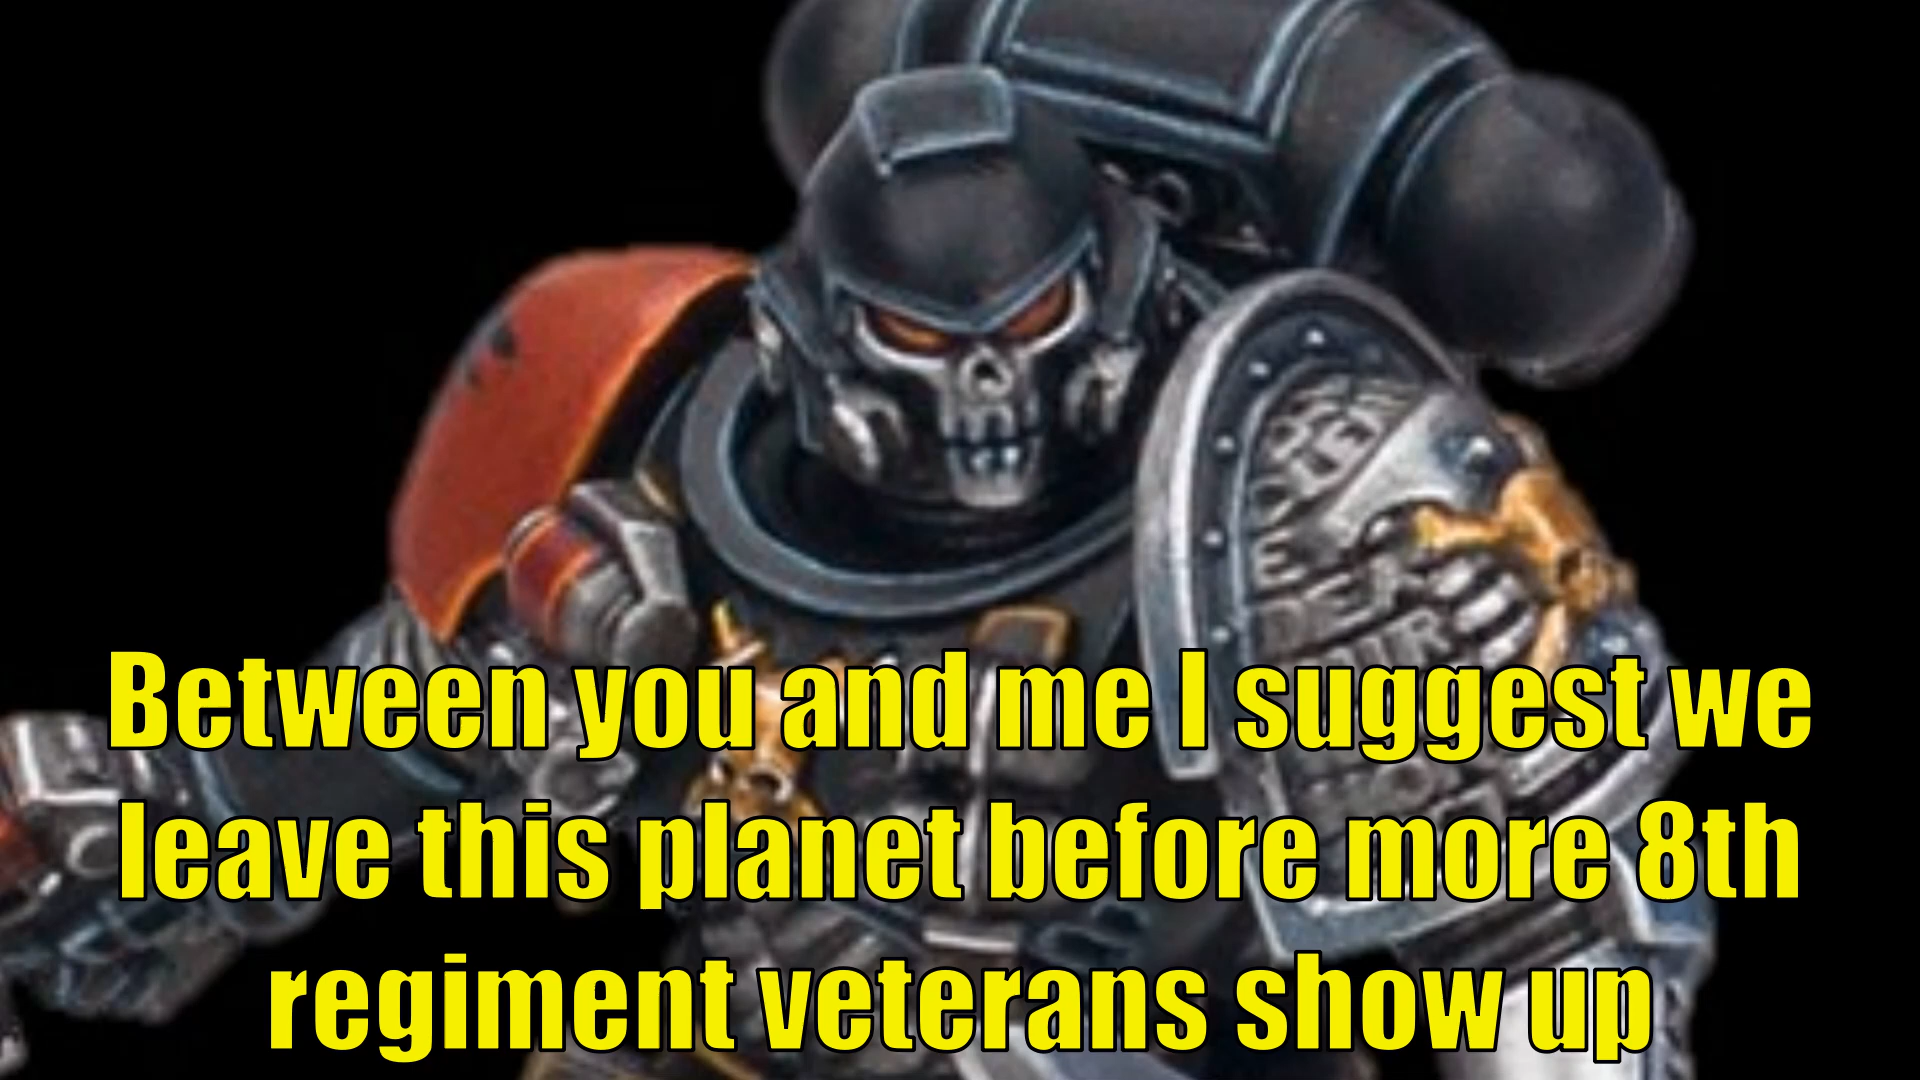 Between you and me I suggest we
leave this planet before more 8th
regiment veterans show up